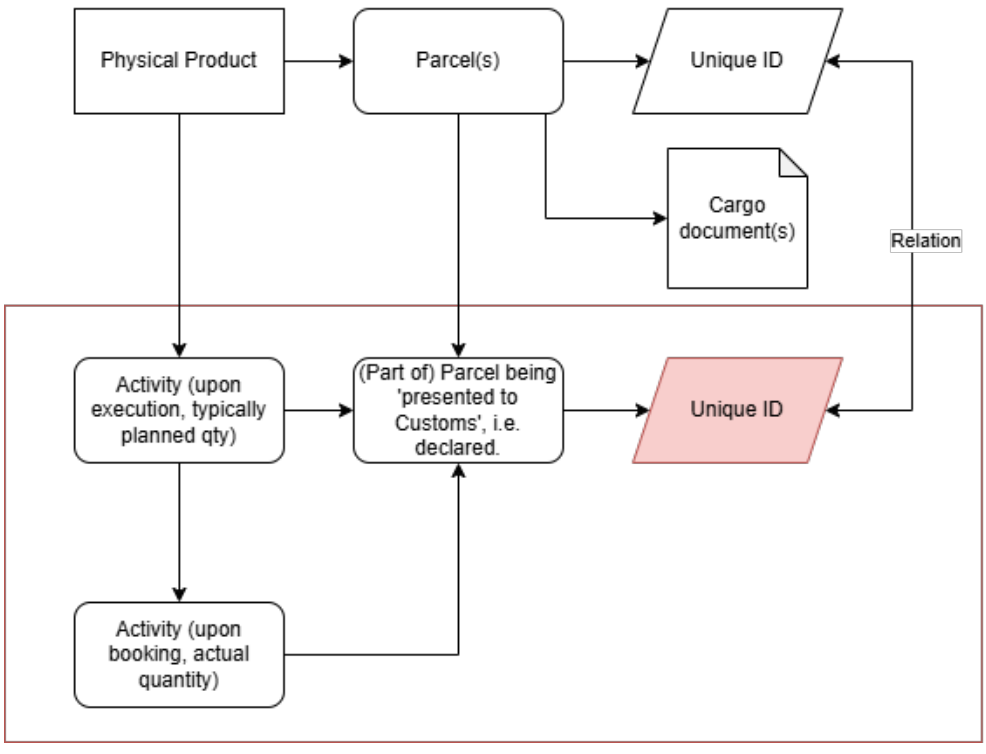 Physical Product
Parcel(s)
Unique ID
Cargo
document(s)
Relation
Activity (upon
execution, typically
planned qty)
(Part of) Parcel being
'presented to
Customs', i.e.
declared.
Unique ID
Activity (upon
booking, actual
quantity)